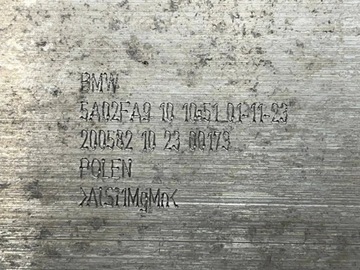 BMW
5A02FA9 10 10:51 01-11-23
200582 10 23 00173
POLEN
>AlSi1MgMn<